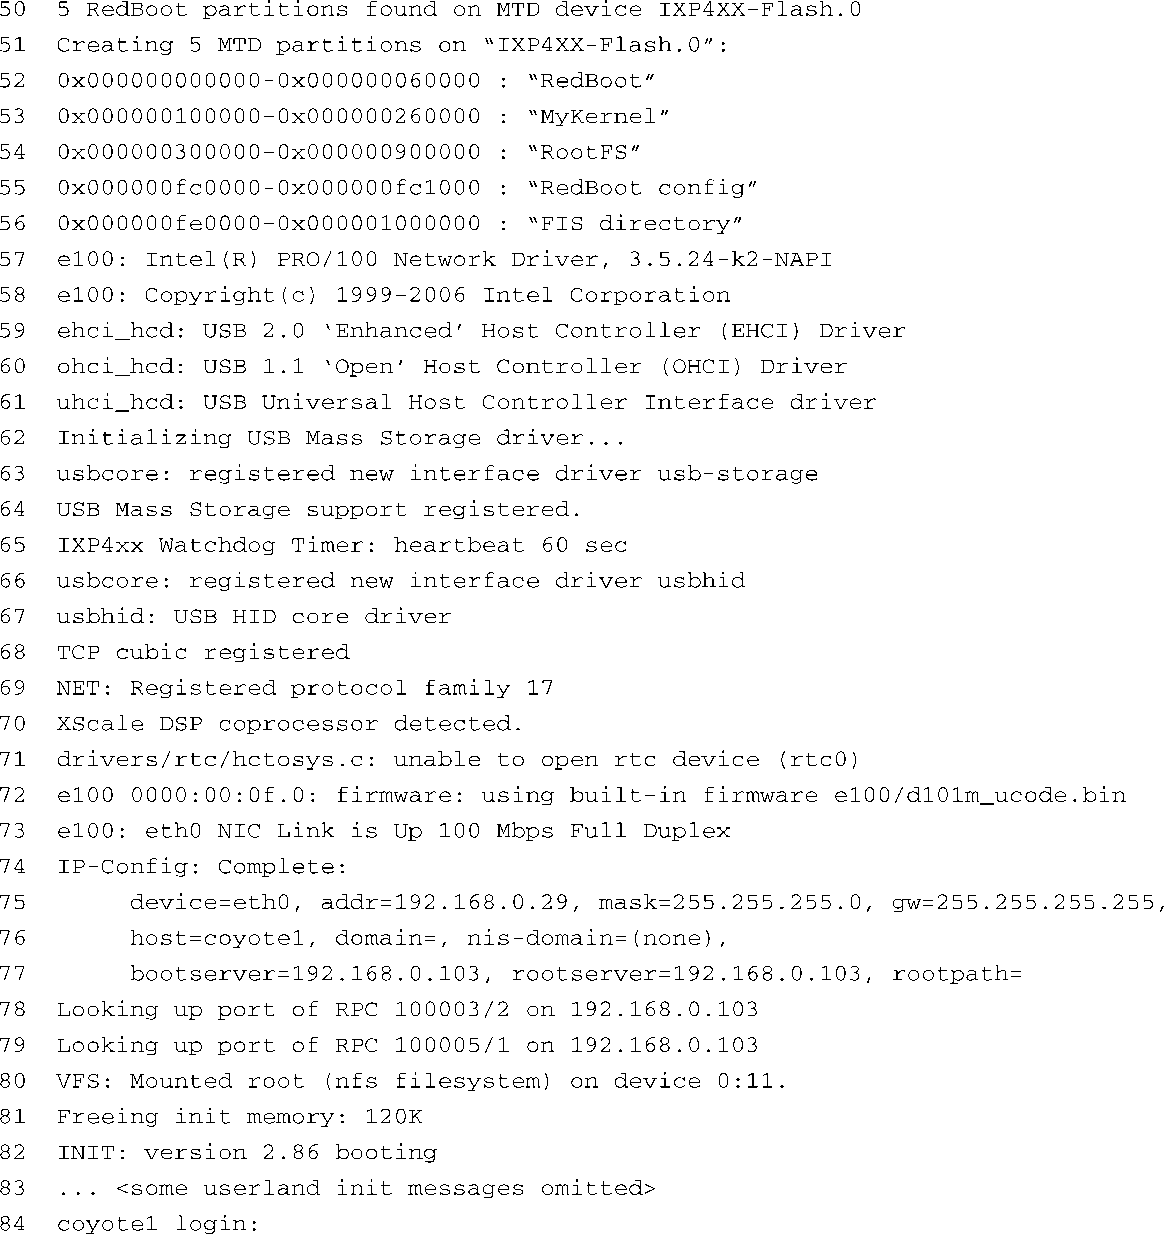 50  5 RedBoot partitions found on MTD device IXP4XX-Flash.0
51  Creating 5 MTD partitions on “IXP4XX-Flash.0”:
52  0x000000000000-0x000000060000 : “RedBoot”
53  0x000000100000-0x000000260000 : “MyKernel”
54  0x000000300000-0x000000900000 : “RootFS”
55  0x000000fc0000-0x000000fc1000 : “RedBoot config”
56  0x000000fe0000-0x000001000000 : “FIS directory”
57  e100: Intel(R) PRO/100 Network Driver, 3.5.24-k2-NAPI
58  e100: Copyright(c) 1999-2006 Intel Corporation
59  ehci_hcd: USB 2.0 ‘Enhanced’ Host Controller (EHCI) Driver
60  ohci_hcd: USB 1.1 ‘Open’ Host Controller (OHCI) Driver
61  uhci_hcd: USB Universal Host Controller Interface driver
62  Initializing USB Mass Storage driver...
63  usbcore: registered new interface driver usb-storage
64  USB Mass Storage support registered.
65  IXP4xx Watchdog Timer: heartbeat 60 sec
66  usbcore: registered new interface driver usbhid
67  usbhid: USB HID core driver
68  TCP cubic registered
69  NET: Registered protocol family 17
70  XScale DSP coprocessor detected.
71  drivers/rtc/hctosys.c: unable to open rtc device (rtc0)
72  e100 0000:00:0f.0: firmware: using built-in firmware e100/d101m_ucode.bin
73  e100: eth0 NIC Link is Up 100 Mbps Full Duplex
74  IP-Config: Complete:
75       device=eth0, addr=192.168.0.29, mask=255.255.255.0, gw=255.255.255.255,
76       host=coyote1, domain=, nis-domain=(none),
77       bootserver=192.168.0.103, rootserver=192.168.0.103, rootpath=
78  Looking up port of RPC 100003/2 on 192.168.0.103
79  Looking up port of RPC 100005/1 on 192.168.0.103
80  VFS: Mounted root (nfs filesystem) on device 0:11.
81  Freeing init memory: 120K
82  INIT: version 2.86 booting
83  ... <some userland init messages omitted>
84  coyote1 login: